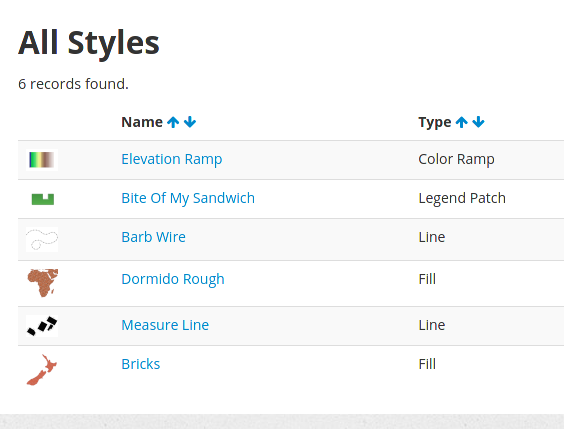 All Styles
6 records found.
Name Type
Elevation Ramp Color Ramp
Bite Of My Sandwich Legend Patch
Barb Wire Line
Dormido Rough Fill
Measure Line Line
Bricks Fill